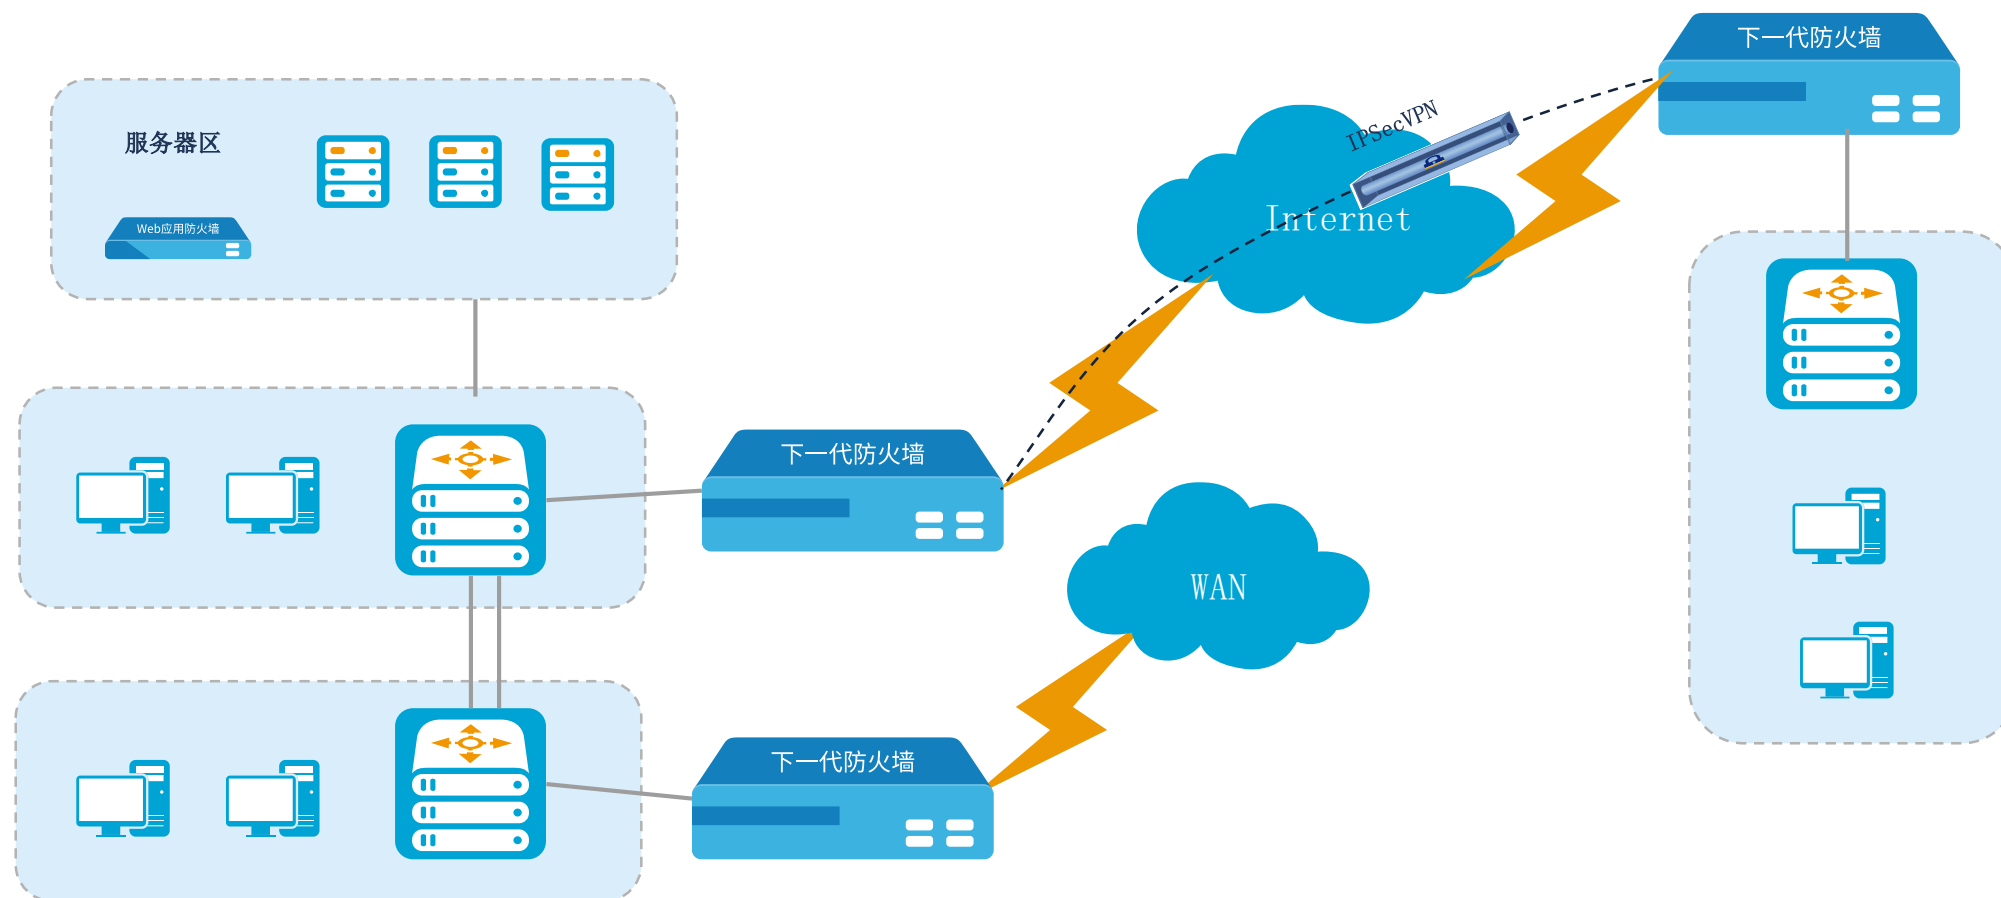 下一代防火墙
服务器区
IPSecVPN
Internet
Web应用防火墙
下一代防火墙
WAN
下一代防火墙